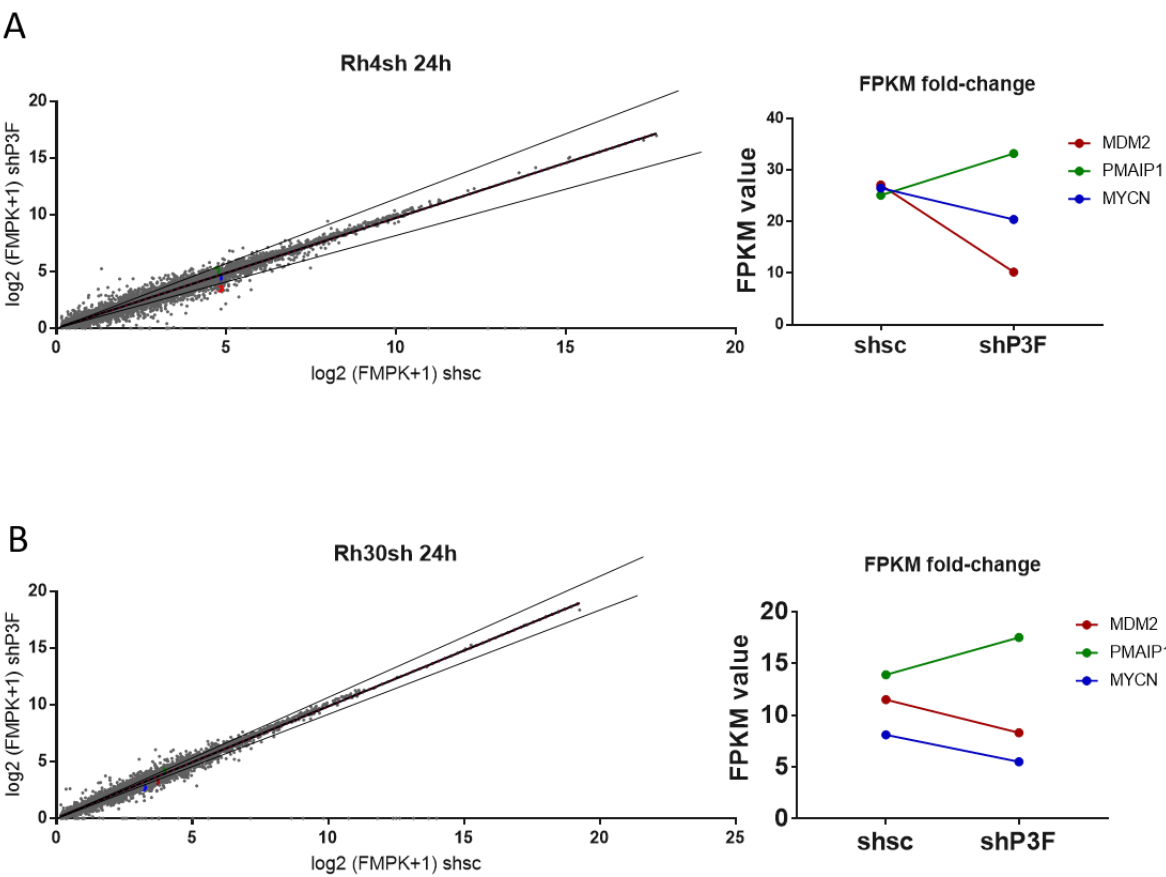 A
Rh4sh 24h
log2 (FMPK+1) shP3F
20
15
10
5
0
0
5
10
15
20
log2 (FMPK+1) shsc
FPKM fold-change
FPKM value
40
30
20
10
0
shsc
shP3F
MDM2
PMAIP1
MYCN
B
Rh30sh 24h
log2 (FMPK+1) shP3F
20
15
10
5
0
0
5
10
15
20
25
log2 (FMPK+1) shsc
FPKM fold-change
FPKM value
20
15
10
5
0
shsc
shP3F
MDM2
PMAIP1
MYCN